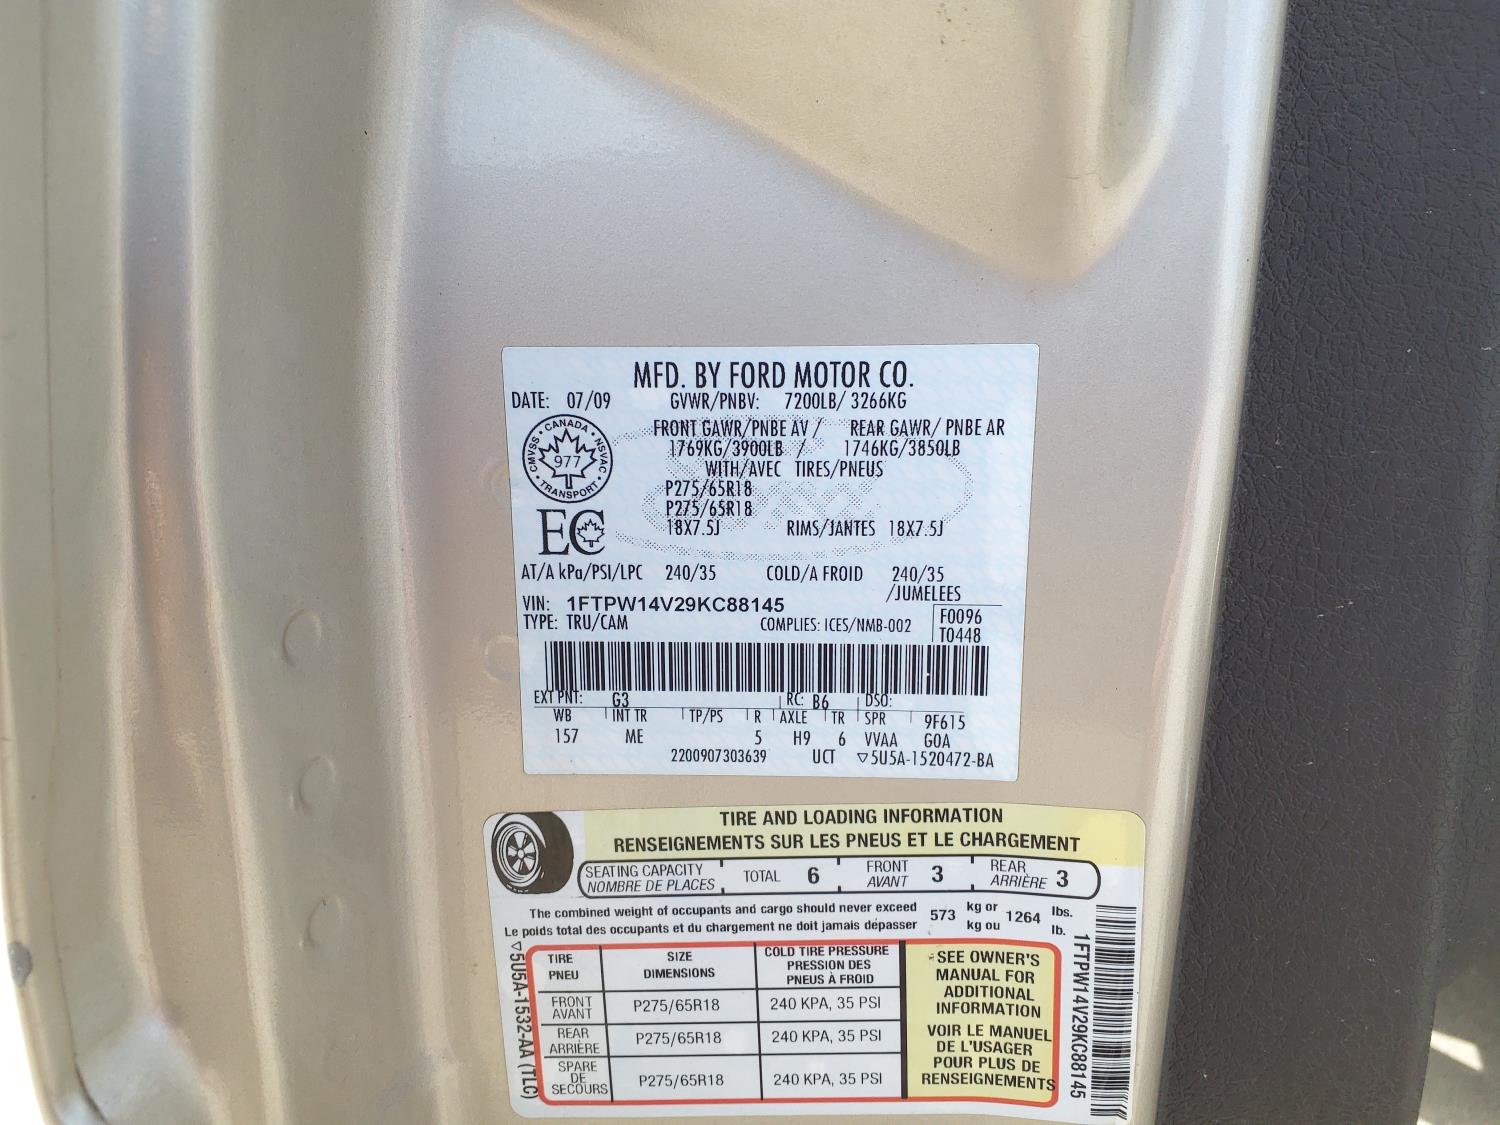 MFD. BY FORD MOTOR CO.
DATE: 07/09 GVWR/PNBV: 7200LB/ 3266KG
FRONT GAWR/PNBE AV / REAR GAWR/ PNBE AR
1769KG/3900LB / 1746KG/3850LB
WITH/AVEC TIRES/PNEUS
P275/65R18
P275/65R18
18X7.5J RIMS/JANTES 18X7.5J
CANADA
CMVSS 977 NSVAC
TRANSPORT
EC
AT/A kPa/PSI/LPC 240/35 COLD/A FROID 240/35
/JUMELEES
VIN: 1FTPW14V29KC88145
TYPE: TRU/CAM COMPLIES: ICES/NMB-002
F0096
T0448
EXT PNT: G3 RC: B6 DSO:
WB INT TR TP/PS R AXLE TR SPR 9F615
157 ME 5 H9 6 VVAA GOA
2200907303639 UCT ▽5U5A-1520472-BA
TIRE AND LOADING INFORMATION
RENSEIGNEMENTS SUR LES PNEUS ET LE CHARGEMENT
SEATING CAPACITY
NOMBRE DE PLACES
TOTAL 6
FRONT
AVANT 3
REAR
ARRIÈRE 3
The combined weight of occupants and cargo should never exceed
Le poids total des occupants et du chargement ne doit jamais dépasser
573
kg or
kg ou
1264
lbs.
lb.
TIRE
PNEU
SIZE
DIMENSIONS
COLD TIRE PRESSURE
PRESSION DES
PNEUS À FROID
FRONT
AVANT
P275/65R18
240 KPA, 35 PSI
REAR
ARRIÈRE
P275/65R18
240 KPA, 35 PSI
SPARE
DE
SECOURS
P275/65R18
240 KPA, 35 PSI
SEE OWNER'S
MANUAL FOR
ADDITIONAL
INFORMATION
VOIR LE MANUEL
DE L'USAGER
POUR PLUS DE
RENSEIGNEMENTS
▽5U5A-1532-AA (TLC)
1FTPW14V29KC88145